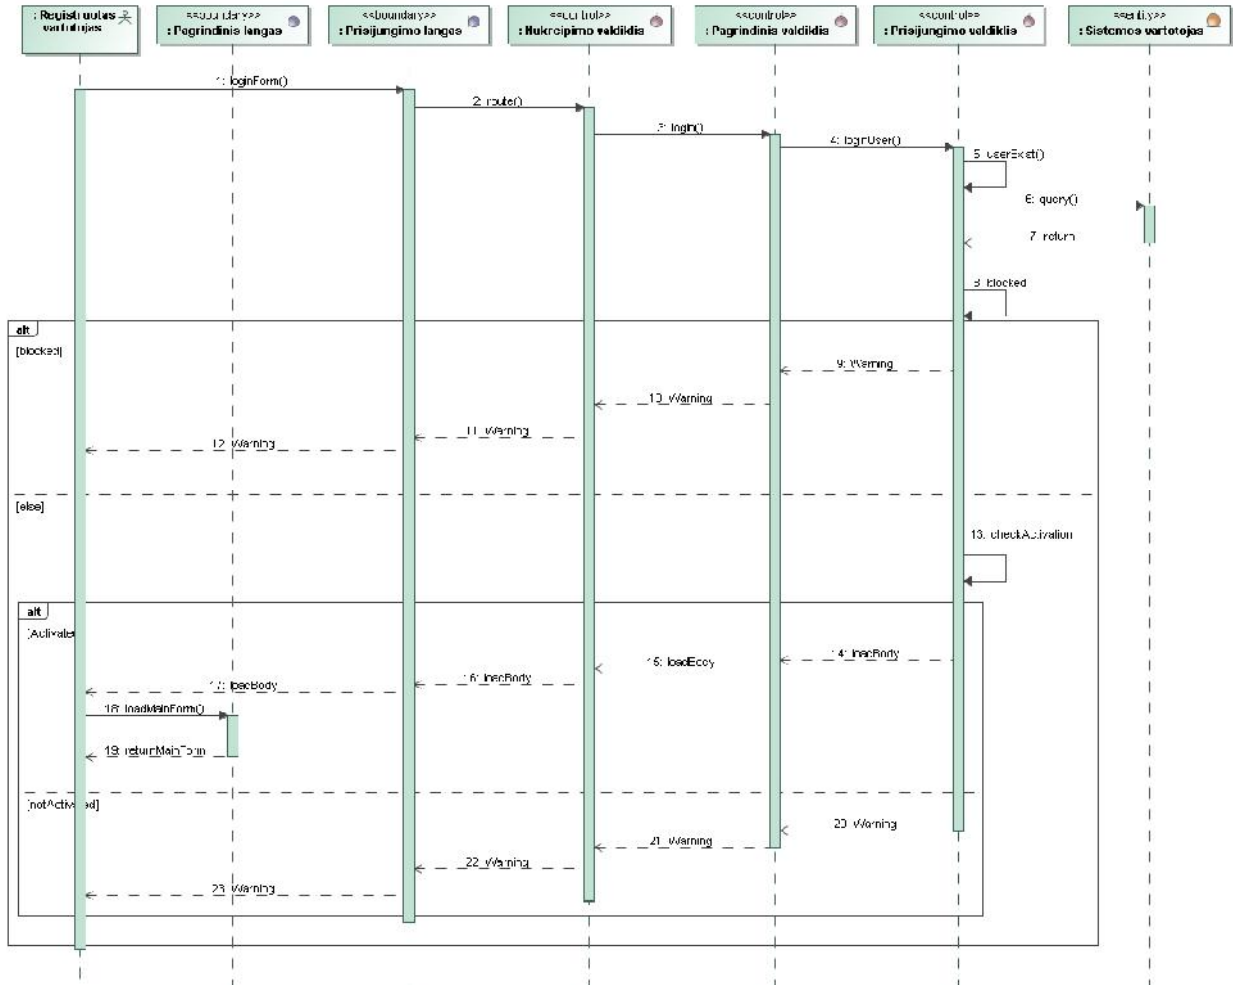 : Registruotas
vartotojas
<<boundary>>
: Pagrindinis langas
<<boundary>>
: Prisijungimo langas
<<control>>
: Nukreipimo valdiklis
<<control>>
: Pagrindinis valdiklis
<<control>>
: Prisijungimo valdiklis
<<entity>>
: Sistemos vartotojas
1: loginForm()
2: route()
3: login()
4: loginUser()
5: userExist()
6: query()
7: return
8: blocked
alt
[blocked]
9: Warning
10: Warning
11: Warning
12: Warning
[else]
13: checkActivation
alt
[Activated
14: loadBody
15: loadBody
16: loadBody
17: loadBody
18: loadMainForm()
19: returnMainForm
[notActivated]
20: Warning
21: Warning
22: Warning
23: Warning